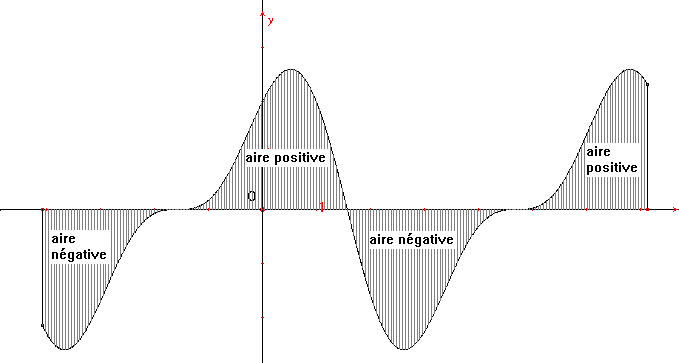 y
aire
positive
aire positive
0
1
aire
négative
aire négative